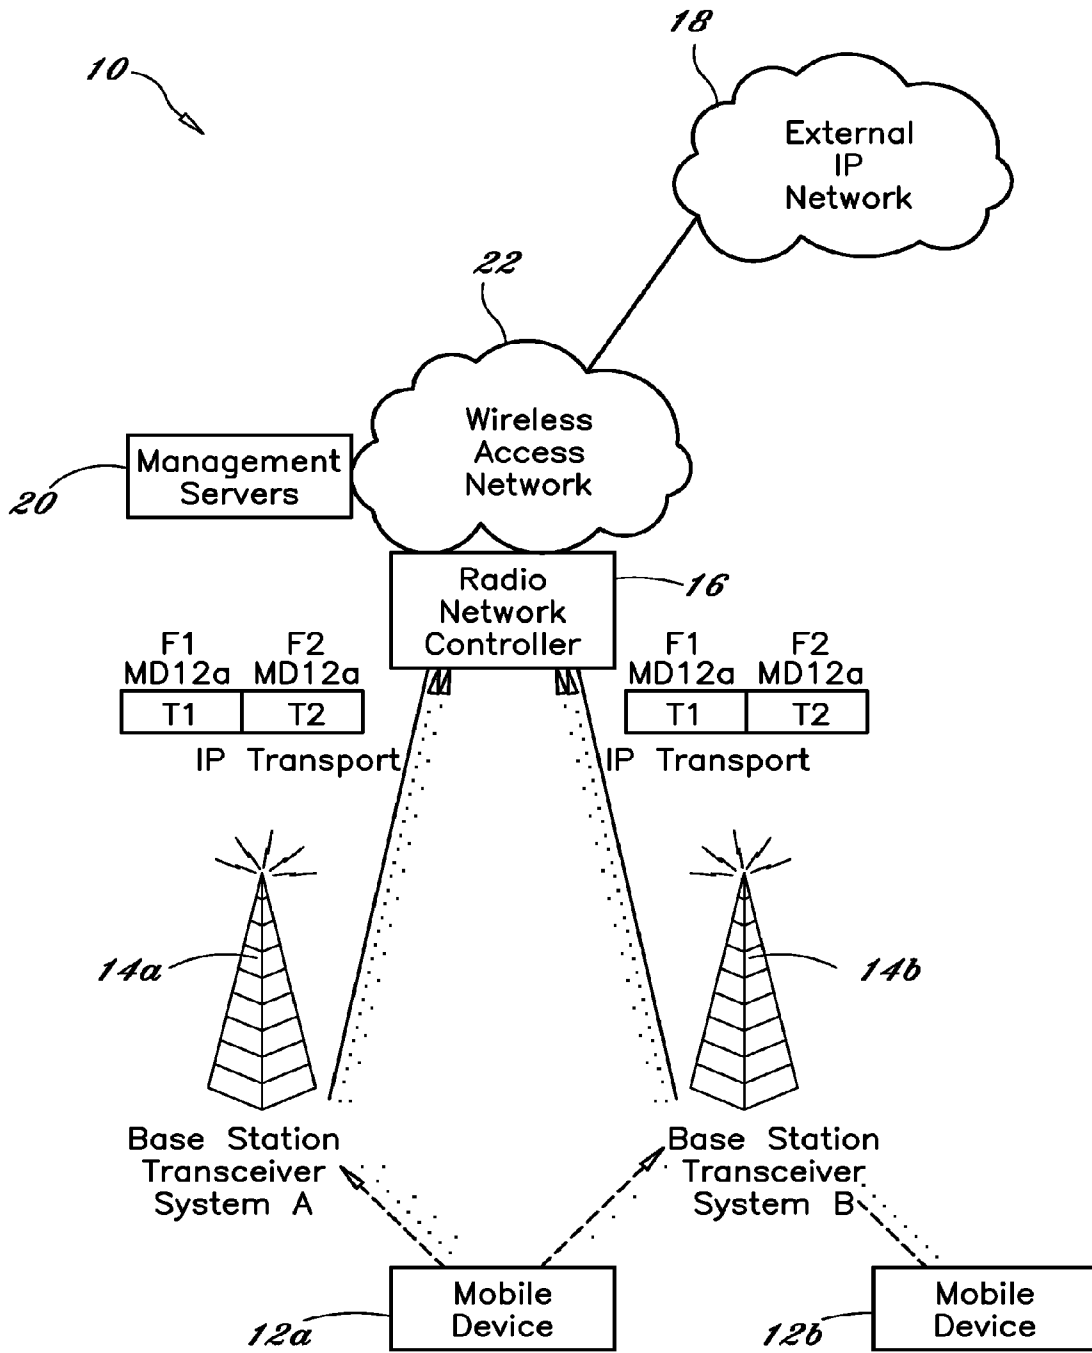 18
10
External
IP
Network
22
Wireless
Access
Network
Management
Servers
20
Radio
Network
Controller
16
F1 F2
MD12a MD12a
T1 T2
IP Transport
F1 F2
MD12a MD12a
T1 T2
IP Transport
14a
14b
Base Station
Transceiver
System A
Base Station
Transceiver
System B
Mobile
Device
12a
Mobile
Device
12b